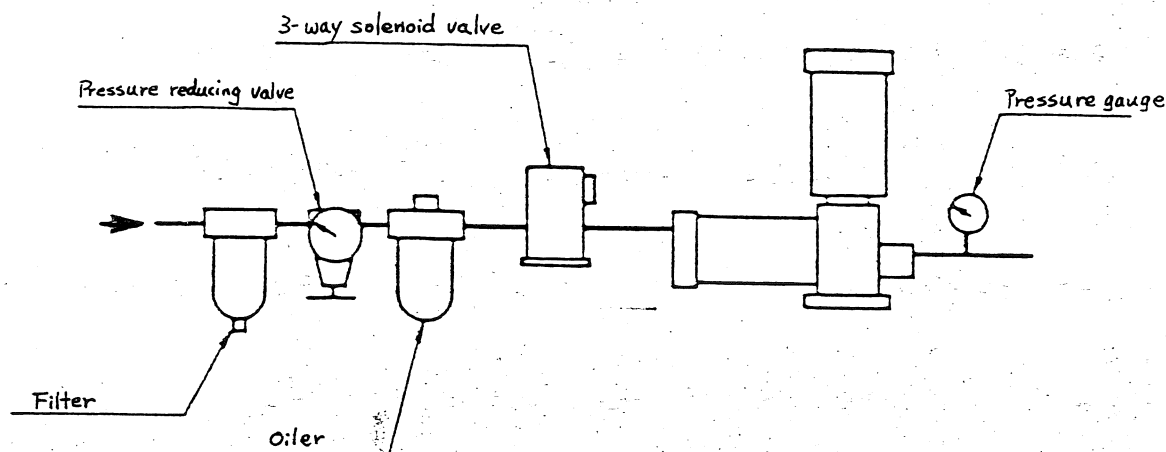 3-way solenoid valve
Pressure reducing valve
Pressure gauge
Filter
Oiler